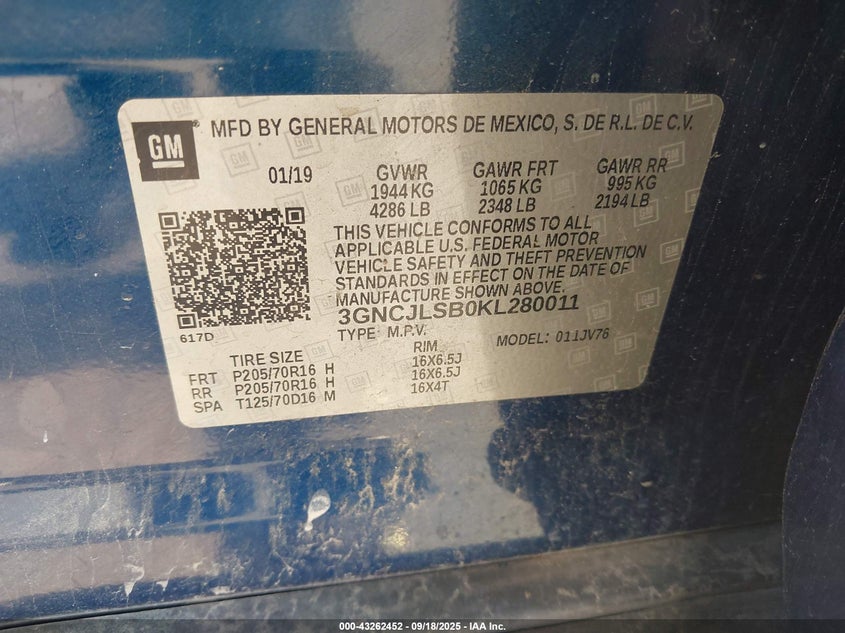 GM
MFD BY GENERAL MOTORS DE MEXICO, S. DE R.L. DE C.V.
01/19
GVWR GAWR FRT GAWR RR
1944 KG 1065 KG 995 KG
4286 LB 2348 LB 2194 LB
THIS VEHICLE CONFORMS TO ALL
APPLICABLE U.S. FEDERAL MOTOR
VEHICLE SAFETY AND THEFT PREVENTION
STANDARDS IN EFFECT ON THE DATE OF
MANUFACTURE SHOWN ABOVE.
3GNCJLSB0KL280011
617D
TYPE: M.P.V. MODEL: 011JV76
TIRE SIZE RIM
FRT P205/70R16 H 16X6.5J
RR P205/70R16 H 16X6.5J
SPA T125/70D16 M 16X4T
000-43262452 - 09/18/2025 - IAA Inc.